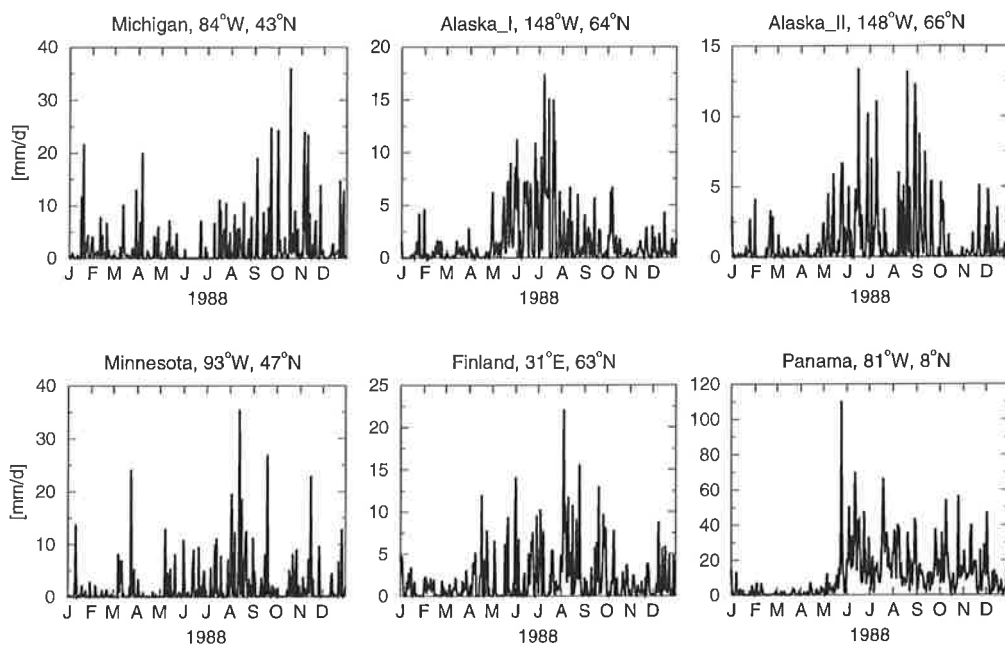 Michigan, 84°W, 43°N
Alaska_I, 148°W, 64°N
Alaska_II, 148°W, 66°N
[mm/d]
40
30
20
10
0
J F M A M J J A S O N D
1988
20
15
10
5
0
J F M A M J J A S O N D
1988
15
10
5
0
J F M A M J J A S O N D
1988
Minnesota, 93°W, 47°N
Finland, 31°E, 63°N
Panama, 81°W, 8°N
[mm/d]
40
30
20
10
0
J F M A M J J A S O N D
1988
25
20
15
10
5
0
J F M A M J J A S O N D
1988
120
100
80
60
40
20
0
J F M A M J J A S O N D
1988